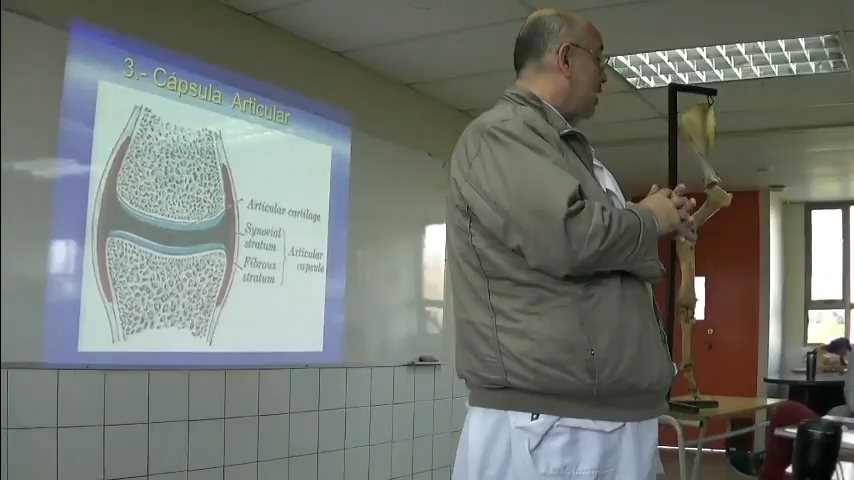 3.- Cápsula Articular
Articular cartilage
Synovial
stratum
Fibrous
stratum
Articular
capsule